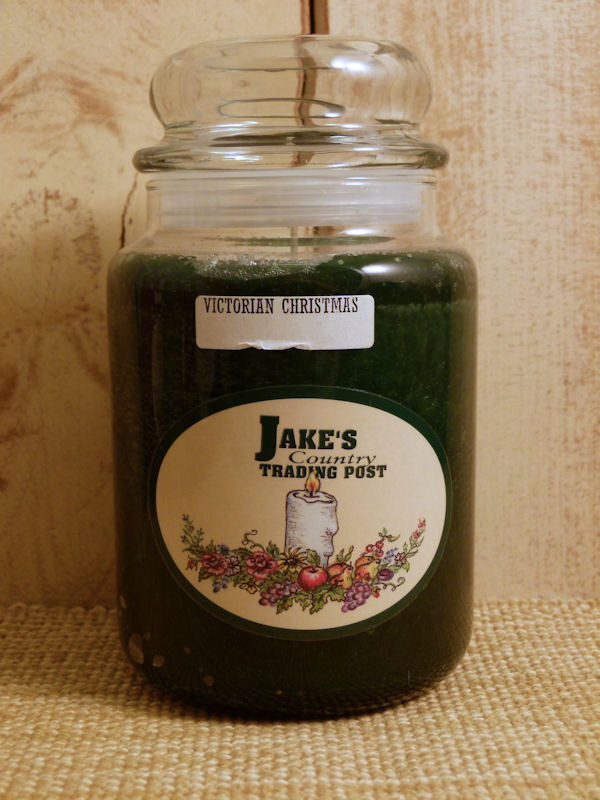 VICTORIAN CHRISTMAS
JAKE'S
Country
TRADING POST